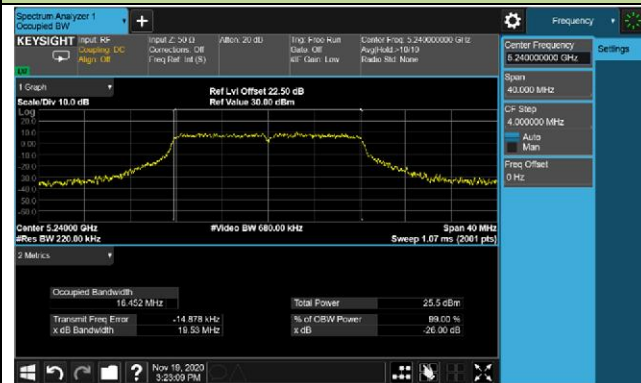 Spectrum Analyzer 1
Occupied BW
+
Frequency
KEYSIGHT
Input: RF
Coupling: DC
Align: Off
Input Z: 50 Ω
Corrections: Off
Freq Ref: Int (S)
Atten: 20 dB
Trig: Free Run
Gate: Off
#IF Gain: Low
Center Freq: 5.240000000 GHz
Avg|Hold:>10/10
Radio Std: None
Center Frequency
5.240000000 GHz
Settings
Span
40.000 MHz
CF Step
4.000000 MHz
Auto
Man
Freq Offset
0 Hz
1 Graph
Scale/Div 10.0 dB
Ref Lvl Offset 22.50 dB
Ref Value 30.00 dBm
Log
20.0
10.0
0.00
-10.0
-20.0
-30.0
-40.0
-50.0
-60.0
Center 5.24000 GHz
#Res BW 220.00 kHz
#Video BW 680.00 kHz
Span 40 MHz
Sweep 1.07 ms (2001 pts)
2 Metrics
Occupied Bandwidth
16.452 MHz
Total Power
25.5 dBm
Transmit Freq Error
-14.878 kHz
% of OBW Power
99.00 %
x dB Bandwidth
19.53 MHz
x dB
-26.00 dB
?
Nov 19, 2020
3:23:09 PM